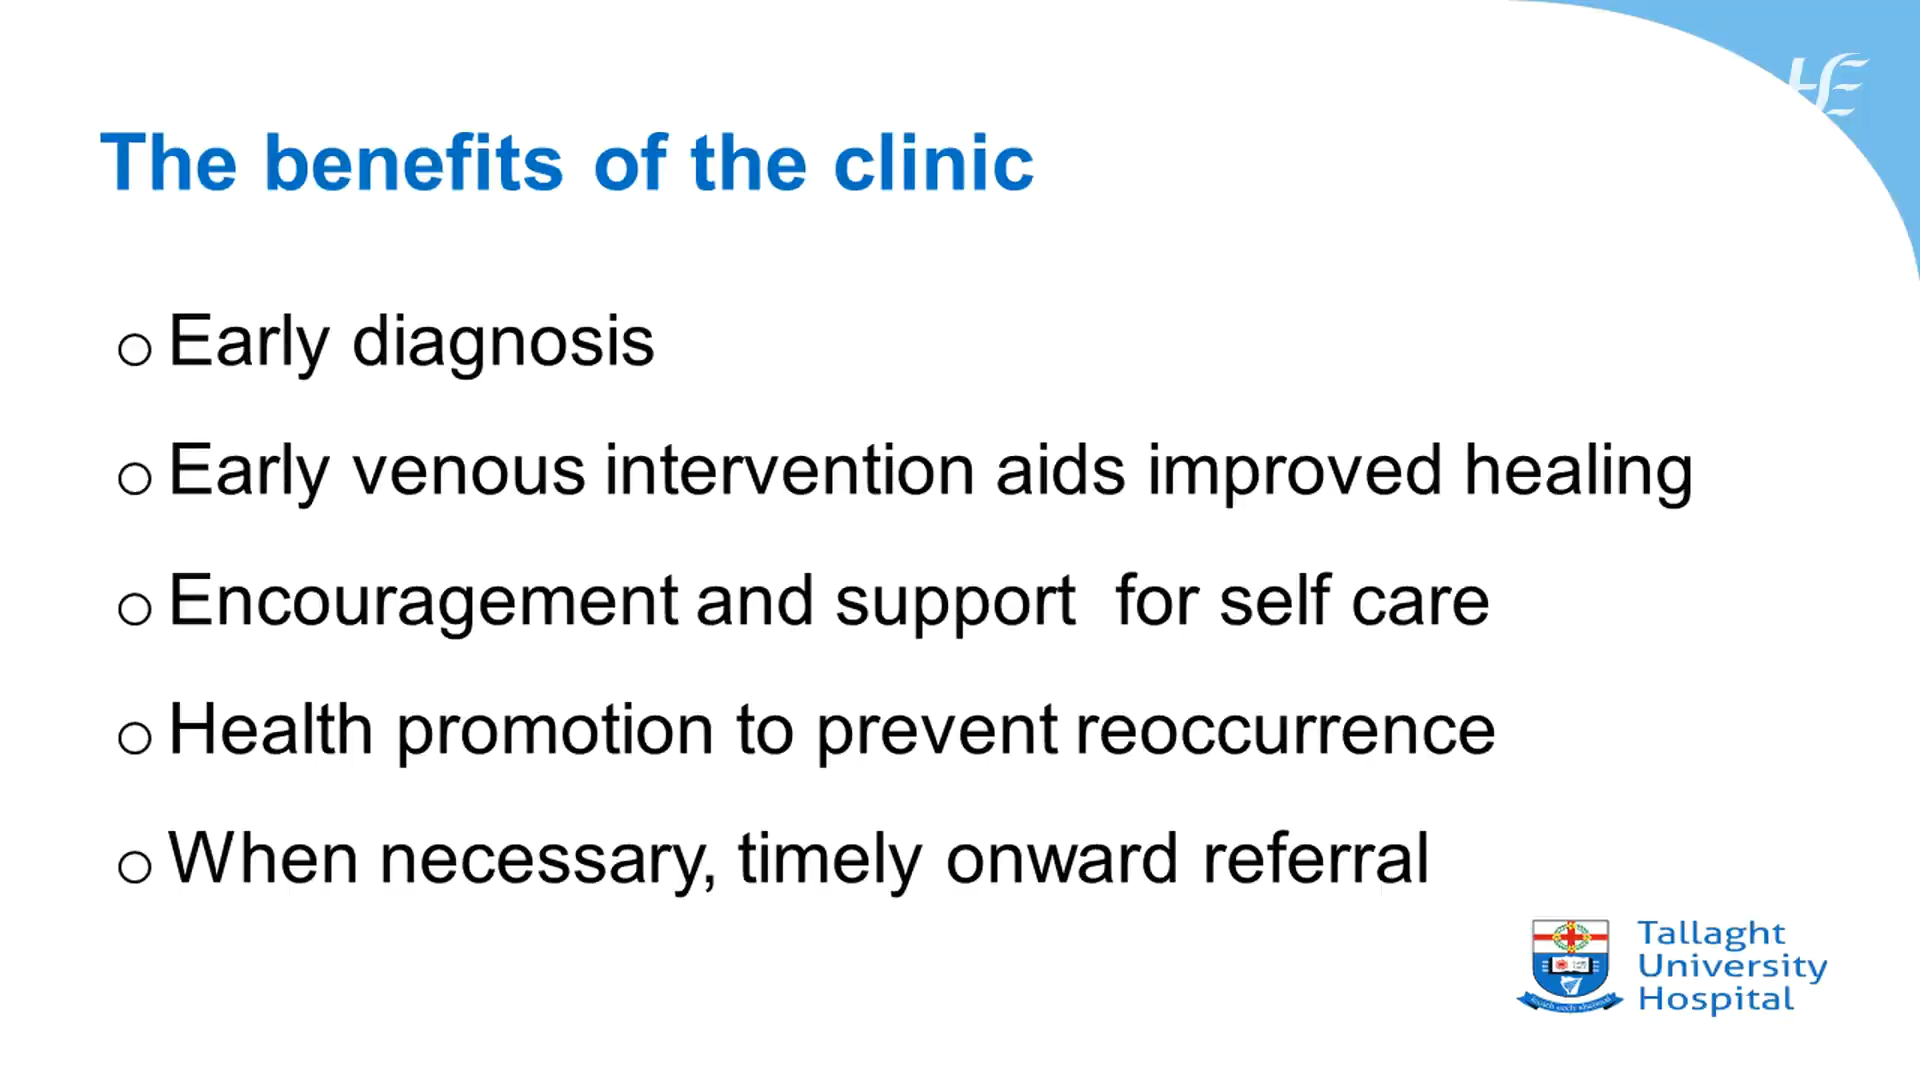 The benefits of the clinic
Early diagnosis
Early venous intervention aids improved healing
Encouragement and support for self care
Health promotion to prevent reoccurrence
When necessary, timely onward referral
Tallaght
University
Hospital